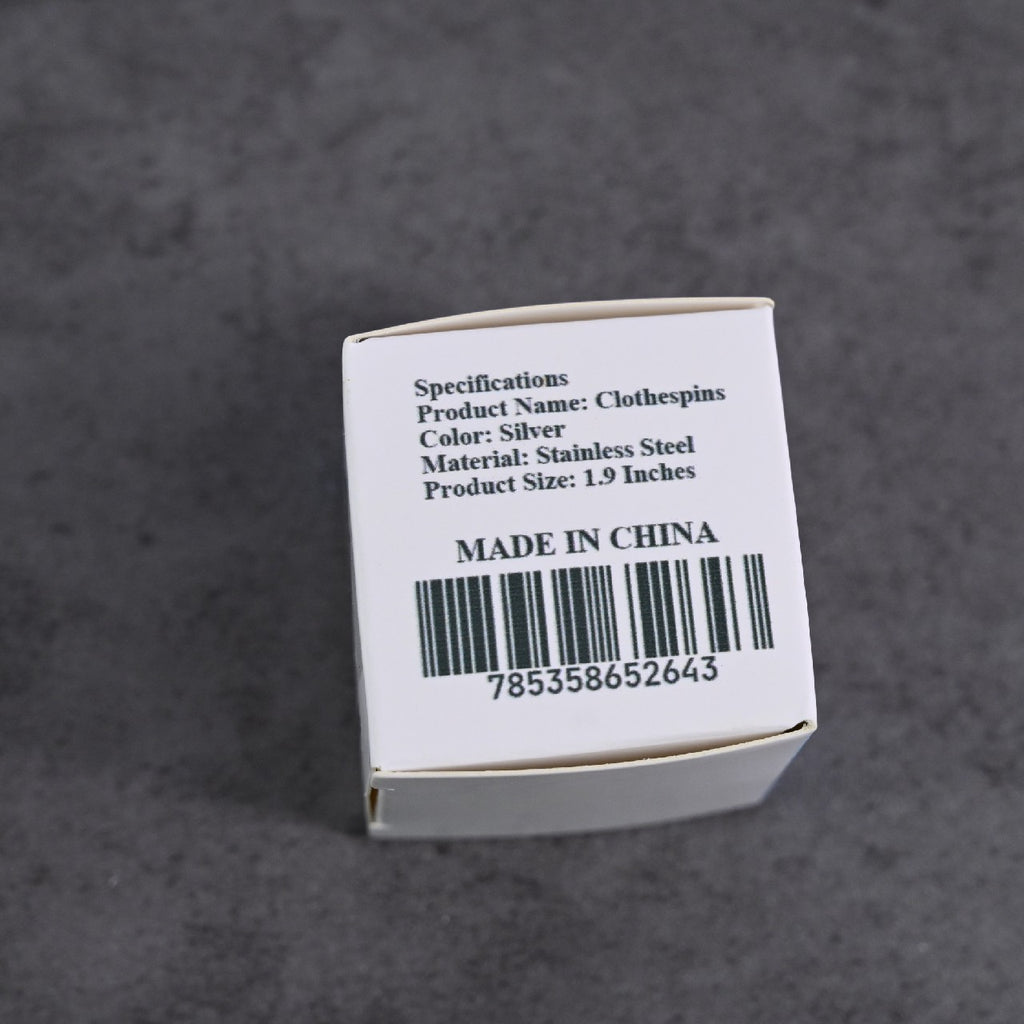 Specifications
Product Name: Clothespins
Color: Silver
Material: Stainless Steel
Product Size: 1.9 Inches
MADE IN CHINA
785358652643